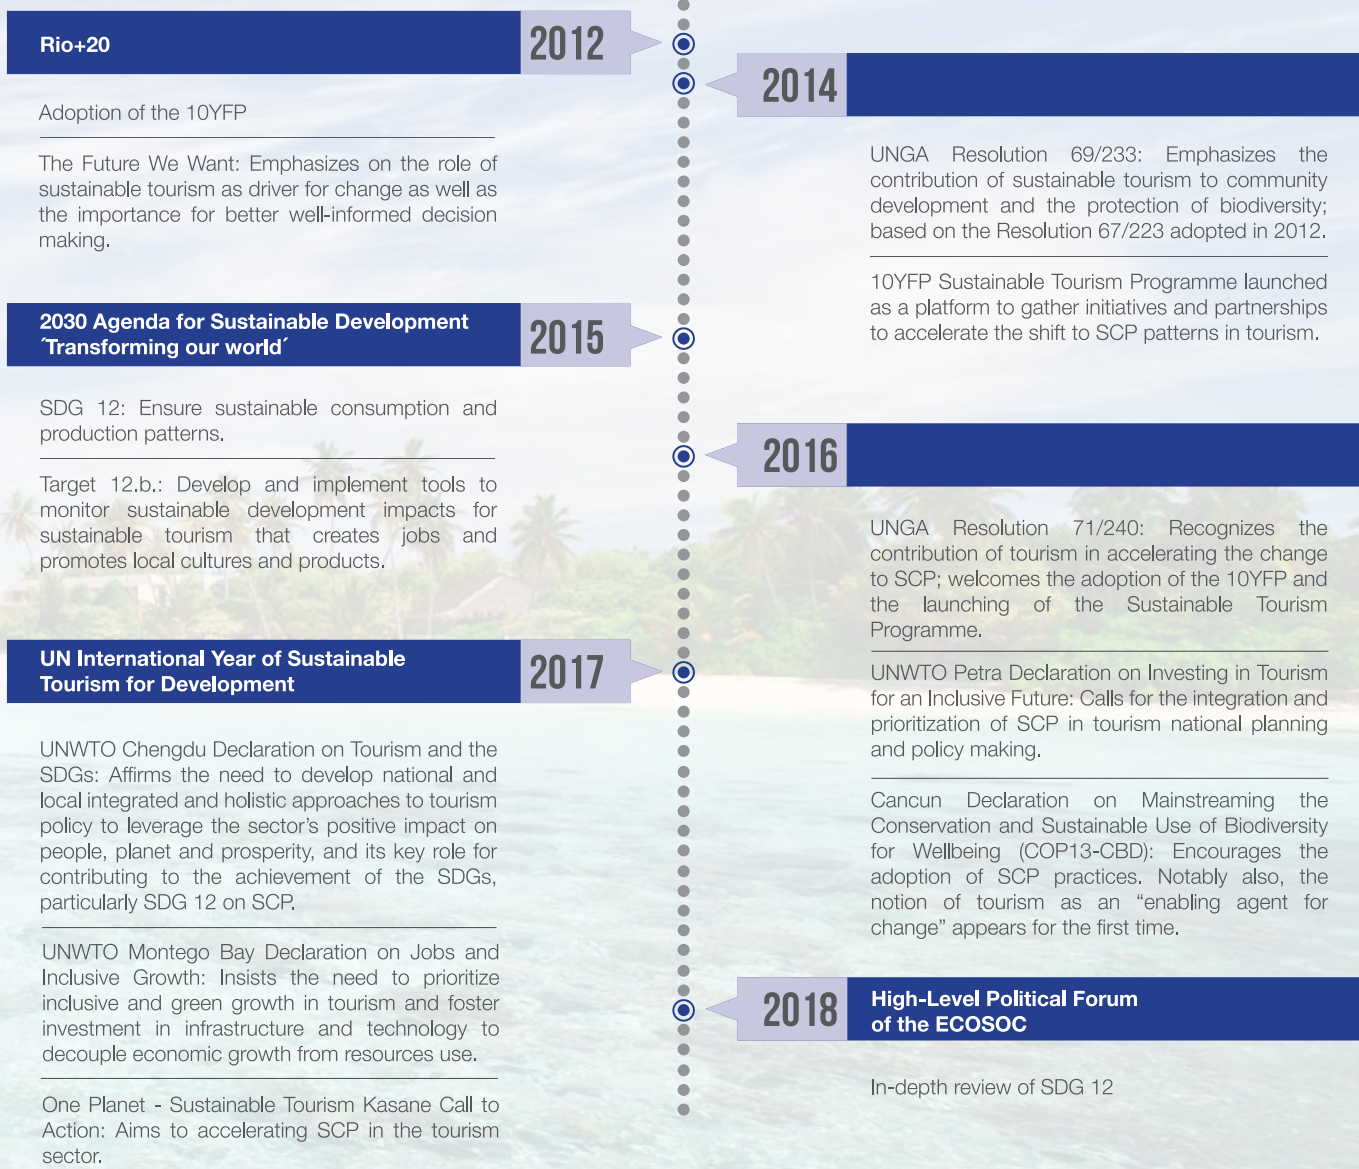 Rio+20
2012
Adoption of the 10YFP
The Future We Want: Emphasizes on the role of
sustainable tourism as driver for change as well as
the importance for better well-informed decision
making.
2014
UNGA Resolution 69/233: Emphasizes the
contribution of sustainable tourism to community
development and the protection of biodiversity;
based on the Resolution 67/223 adopted in 2012.
10YFP Sustainable Tourism Programme launched
as a platform to gather initiatives and partnerships
to accelerate the shift to SCP patterns in tourism.
2030 Agenda for Sustainable Development
´Transforming our world´
2015
SDG 12: Ensure sustainable consumption and
production patterns.
Target 12.b.: Develop and implement tools to
monitor sustainable development impacts for
sustainable tourism that creates jobs and
promotes local cultures and products.
2016
UNGA Resolution 71/240: Recognizes the
contribution of tourism in accelerating the change
to SCP; welcomes the adoption of the 10YFP and
the launching of the Sustainable Tourism
Programme.
UNWTO Petra Declaration on Investing in Tourism
for an Inclusive Future: Calls for the integration and
prioritization of SCP in tourism national planning
and policy making.
Cancun Declaration on Mainstreaming the
Conservation and Sustainable Use of Biodiversity
for Wellbeing (COP13-CBD): Encourages the
adoption of SCP practices. Notably also, the
notion of tourism as an “enabling agent for
change” appears for the first time.
UN International Year of Sustainable
Tourism for Development
2017
UNWTO Chengdu Declaration on Tourism and the
SDGs: Affirms the need to develop national and
local integrated and holistic approaches to tourism
policy to leverage the sector’s positive impact on
people, planet and prosperity, and its key role for
contributing to the achievement of the SDGs,
particularly SDG 12 on SCP.
UNWTO Montego Bay Declaration on Jobs and
Inclusive Growth: Insists the need to prioritize
inclusive and green growth in tourism and foster
investment in infrastructure and technology to
decouple economic growth from resources use.
One Planet - Sustainable Tourism Kasane Call to
Action: Aims to accelerating SCP in the tourism
sector.
2018
High-Level Political Forum
of the ECOSOC
In-depth review of SDG 12